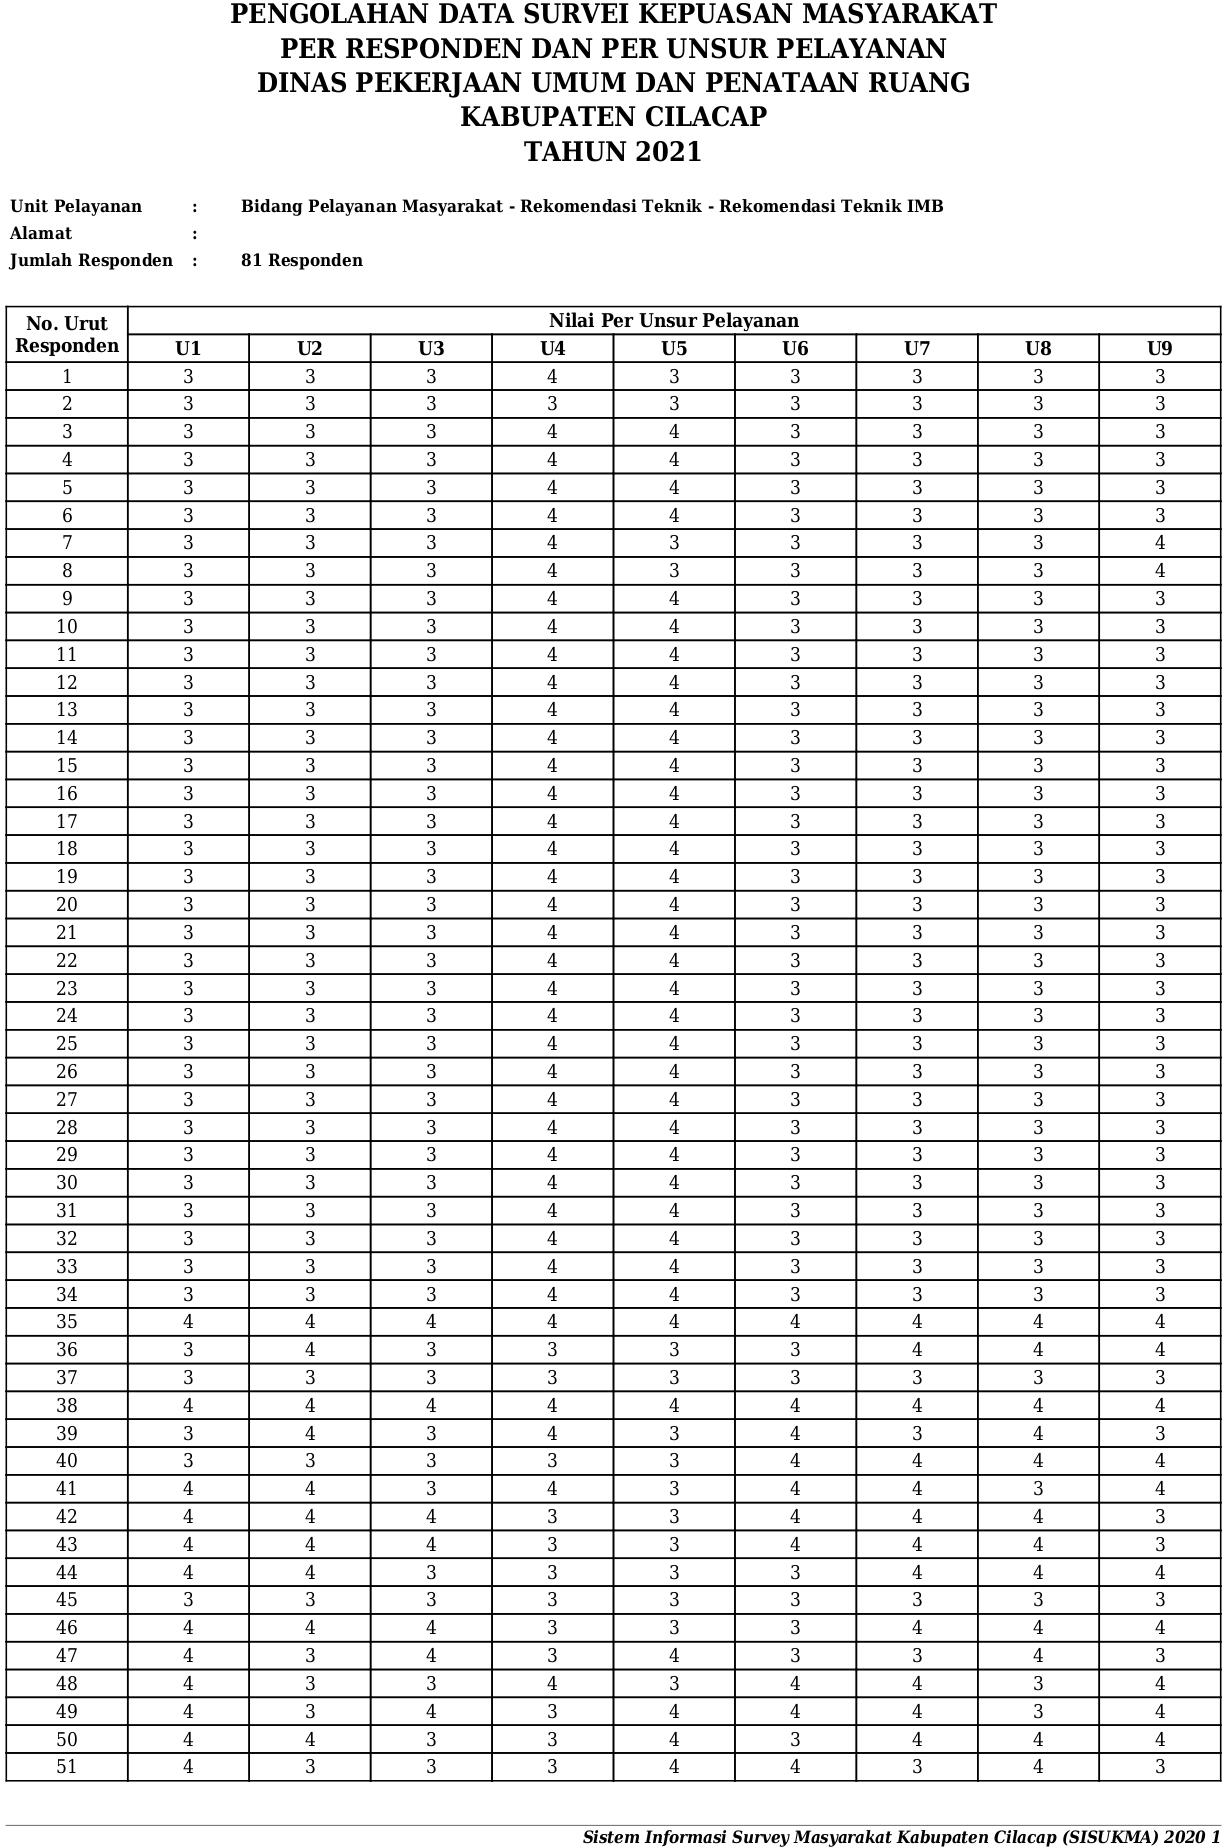 PENGOLAHAN DATA SURVEI KEPUASAN MASYARAKAT
PER RESPONDEN DAN PER UNSUR PELAYANAN
DINAS PEKERJAAN UMUM DAN PENATAAN RUANG
KABUPATEN CILACAP
TAHUN 2021
Unit Pelayanan : Bidang Pelayanan Masyarakat - Rekomendasi Teknik - Rekomendasi Teknik IMB
Alamat :
Jumlah Responden : 81 Responden
No. Urut Responden Nilai Per Unsur Pelayanan
U1 U2 U3 U4 U5 U6 U7 U8 U9
1 3 3 3 4 3 3 3 3 3
2 3 3 3 3 3 3 3 3 3
3 3 3 3 4 4 3 3 3 3
4 3 3 3 4 4 3 3 3 3
5 3 3 3 4 4 3 3 3 3
6 3 3 3 4 4 3 3 3 3
7 3 3 3 4 3 3 3 3 4
8 3 3 3 4 3 3 3 3 4
9 3 3 3 4 4 3 3 3 3
10 3 3 3 4 4 3 3 3 3
11 3 3 3 4 4 3 3 3 3
12 3 3 3 4 4 3 3 3 3
13 3 3 3 4 4 3 3 3 3
14 3 3 3 4 4 3 3 3 3
15 3 3 3 4 4 3 3 3 3
16 3 3 3 4 4 3 3 3 3
17 3 3 3 4 4 3 3 3 3
18 3 3 3 4 4 3 3 3 3
19 3 3 3 4 4 3 3 3 3
20 3 3 3 4 4 3 3 3 3
21 3 3 3 4 4 3 3 3 3
22 3 3 3 4 4 3 3 3 3
23 3 3 3 4 4 3 3 3 3
24 3 3 3 4 4 3 3 3 3
25 3 3 3 4 4 3 3 3 3
26 3 3 3 4 4 3 3 3 3
27 3 3 3 4 4 3 3 3 3
28 3 3 3 4 4 3 3 3 3
29 3 3 3 4 4 3 3 3 3
30 3 3 3 4 4 3 3 3 3
31 3 3 3 4 4 3 3 3 3
32 3 3 3 4 4 3 3 3 3
33 3 3 3 4 4 3 3 3 3
34 3 3 3 4 4 3 3 3 3
35 4 4 4 4 4 4 4 4 4
36 3 4 3 3 3 3 4 4 4
37 3 3 3 3 3 3 3 3 3
38 4 4 4 4 4 4 4 4 4
39 3 4 3 4 3 4 3 4 3
40 3 3 3 3 3 4 4 4 4
41 4 4 3 4 3 4 4 3 4
42 4 4 4 3 3 4 4 4 3
43 4 4 4 3 3 4 4 4 3
44 4 4 3 3 3 3 4 4 4
45 3 3 3 3 3 3 3 3 3
46 4 4 4 3 3 3 4 4 4
47 4 3 4 3 4 3 3 4 3
48 4 3 3 4 3 4 4 3 4
49 4 3 4 3 4 4 4 3 4
50 4 4 3 3 4 3 4 4 4
51 4 3 3 3 4 4 3 4 3
Sistem Informasi Survey Masyarakat Kabupaten Cilacap (SISUKMA) 2020 1